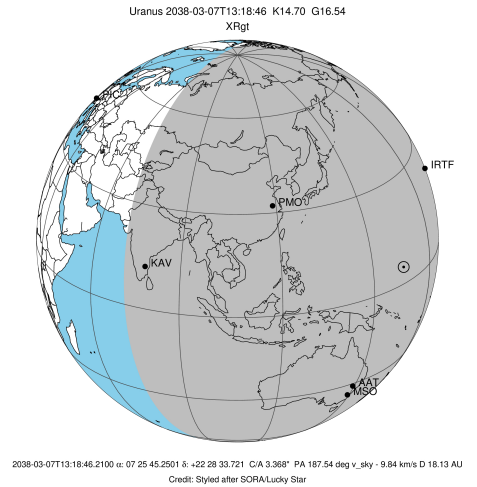 Uranus 2038-03-07T13:18:46 K14.70 G16.54
XRgt
PIC
IRTF
PMO
KAV
AAT
MSO
2038-03-07T13:18:46.2100 α: 07 25 45.2501 δ: +22 28 33.721 C/A 3.368" PA 187.54 deg v_sky - 9.84 km/s D 18.13 AU
Credit: Styled after SORA/Lucky Star